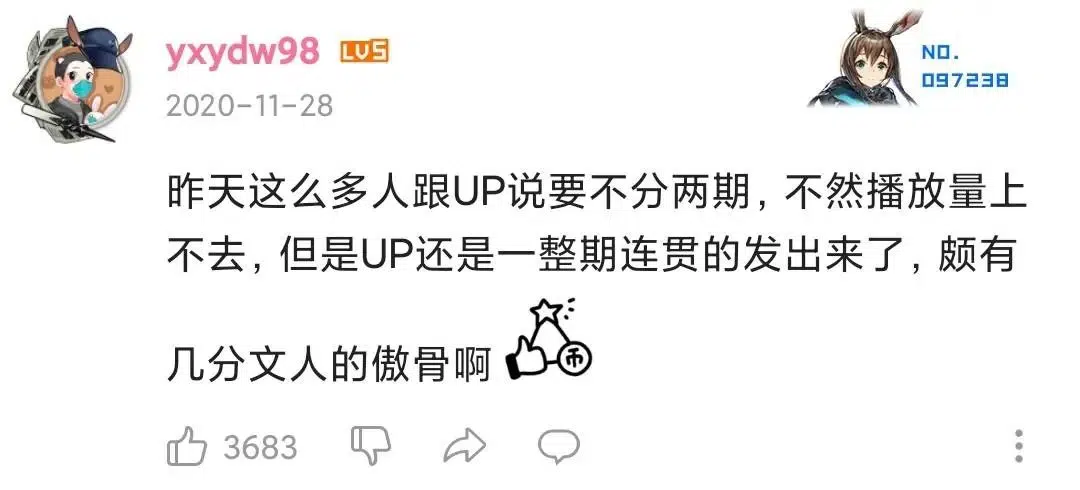 yxydw98 LV5
2020-11-28
NO.
097238
昨天这么多人跟UP说要不分两期，不然播放量上
不去，但是UP还是一整期连贯的发出来了，颇有
几分文人的傲骨啊 币
3683